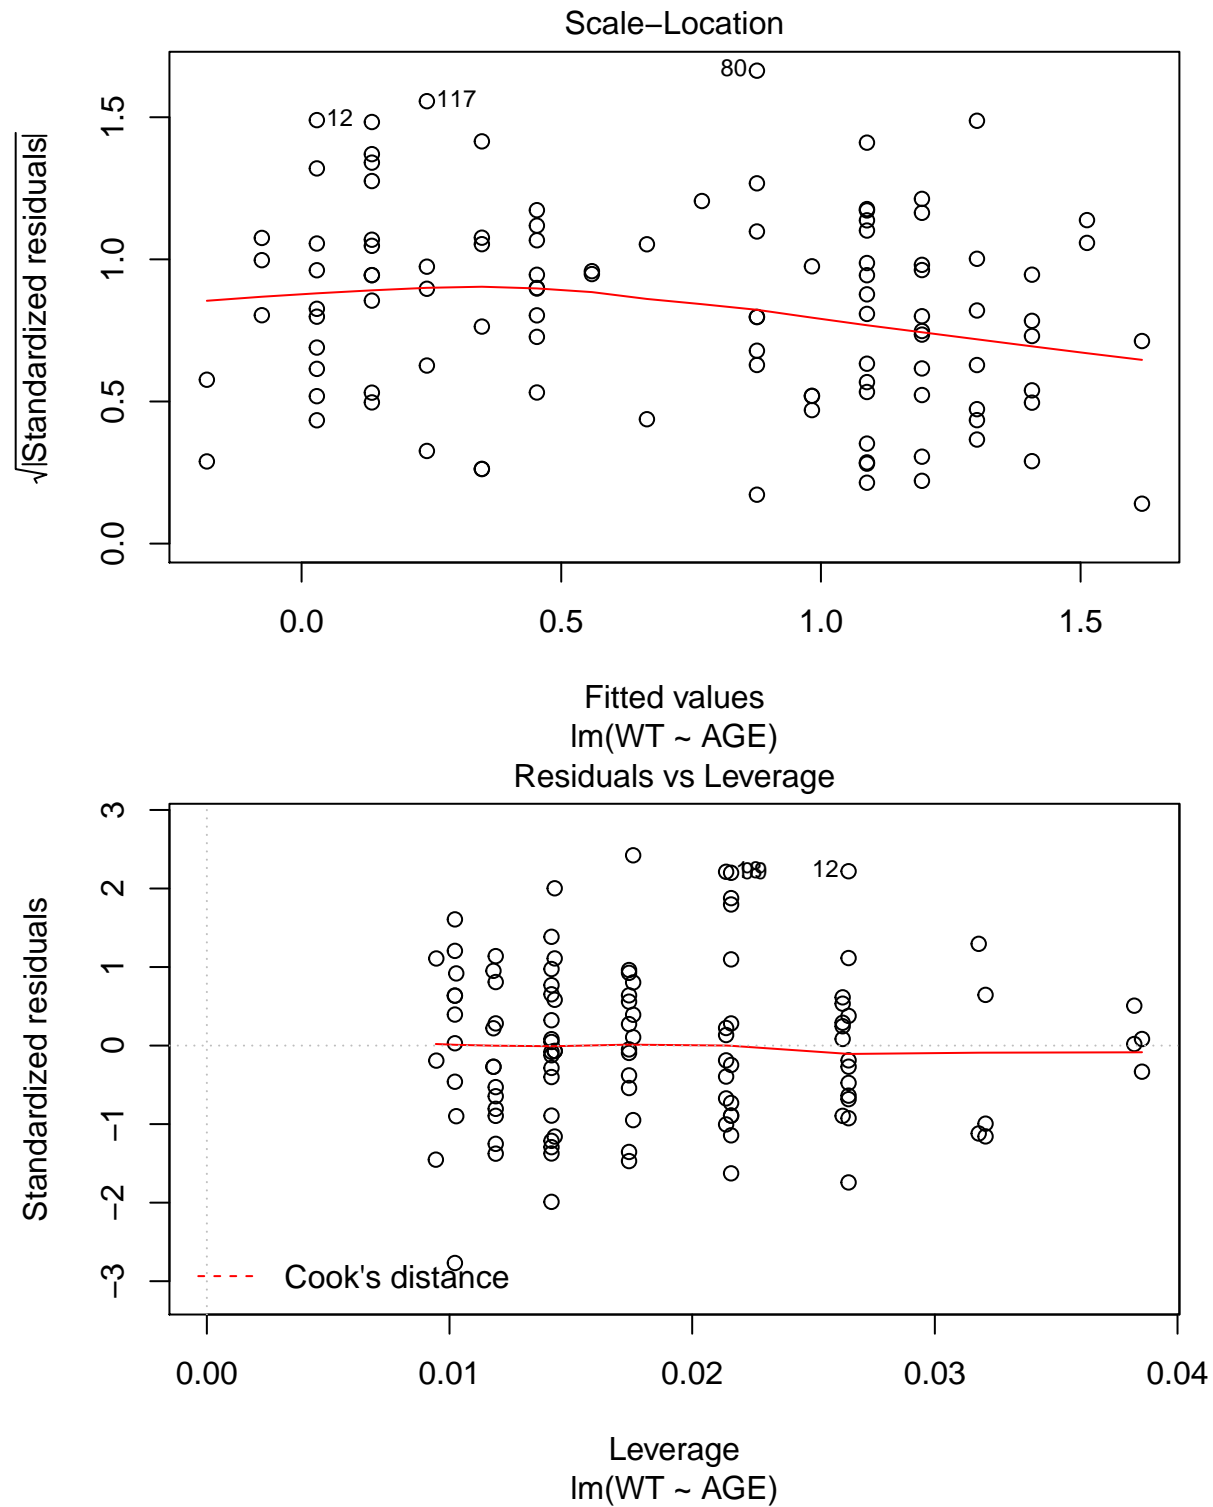 Scale−Location
80
117
12
1.5
1.0
0.5
0.0
√|Standardized residuals|
0.0 0.5 1.0 1.5
Fitted values
lm(WT ~ AGE)
Residuals vs Leverage
3
12
2
1
0
−1
−2
−3
Standardized residuals
Cook's distance
0.00 0.01 0.02 0.03 0.04
Leverage
lm(WT ~ AGE)